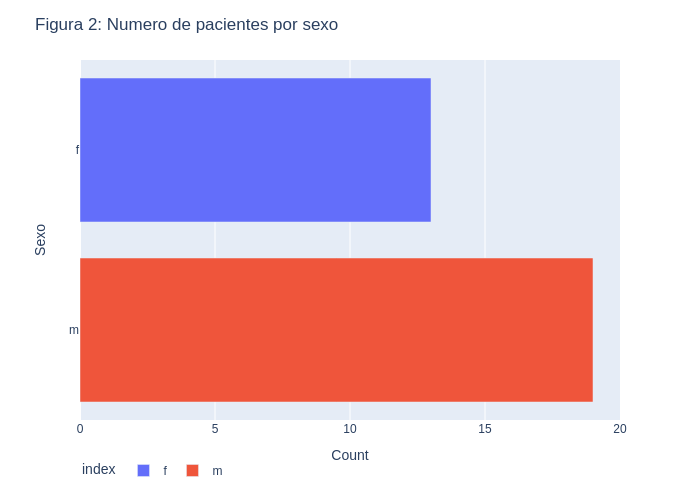 Figura 2: Numero de pacientes por sexo
f
Sexo
m
0 5 10 15 20
Count
index f m